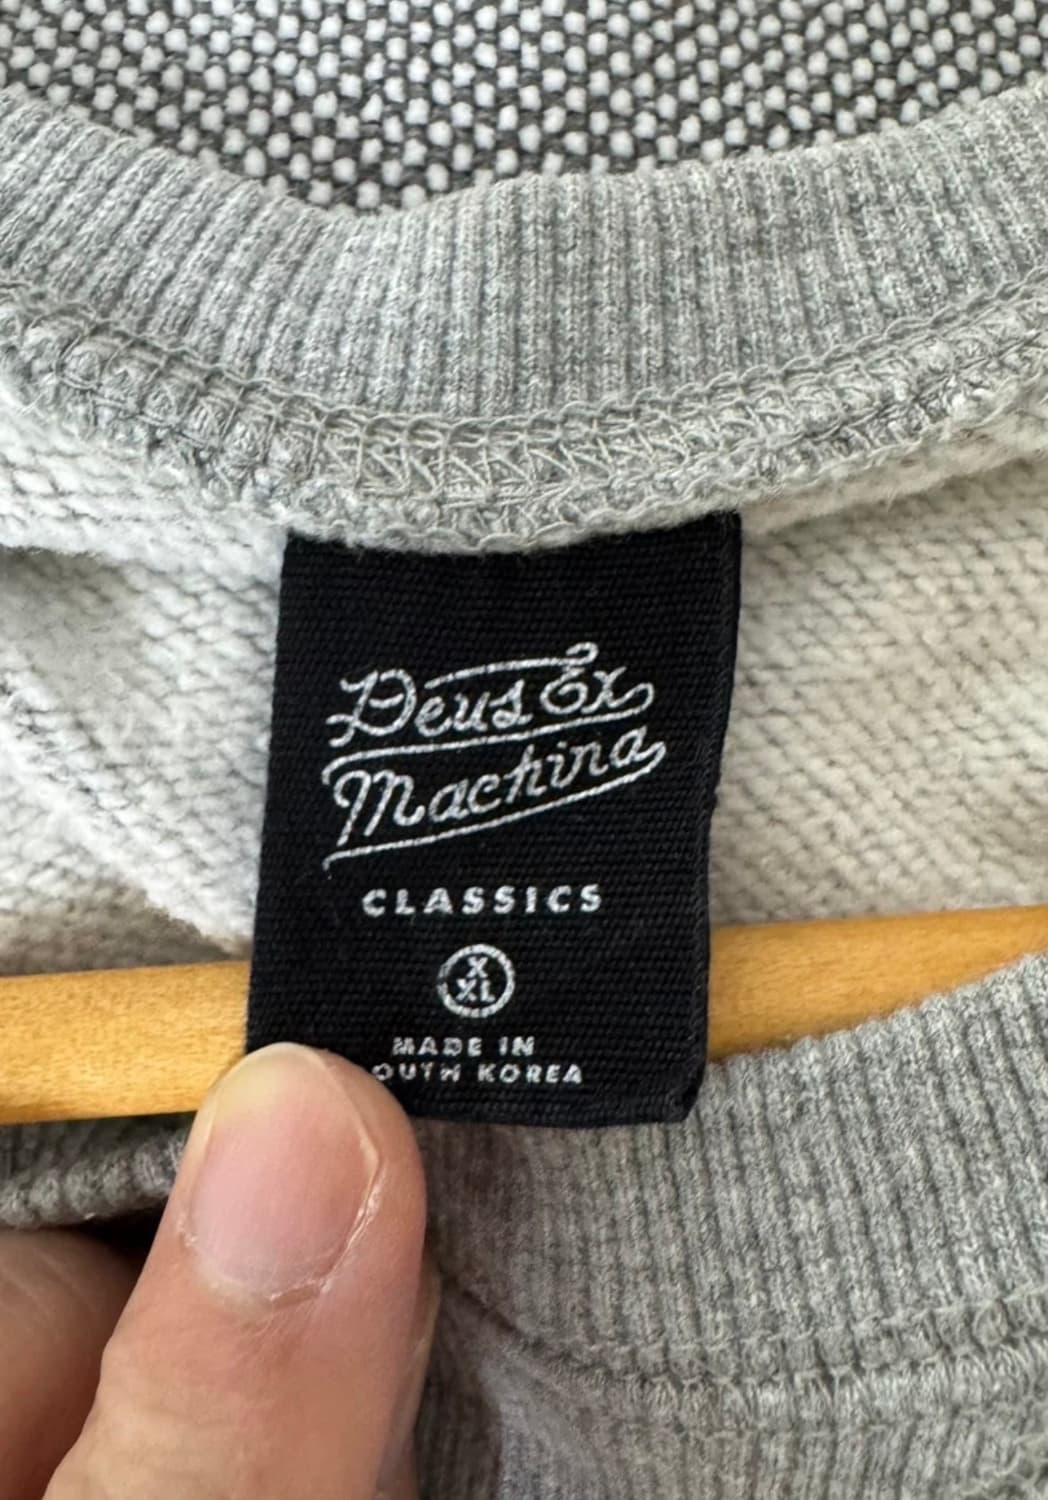 Deus Ex
Machina
CLASSICS
X
XL
MADE IN
OUTH KOREA